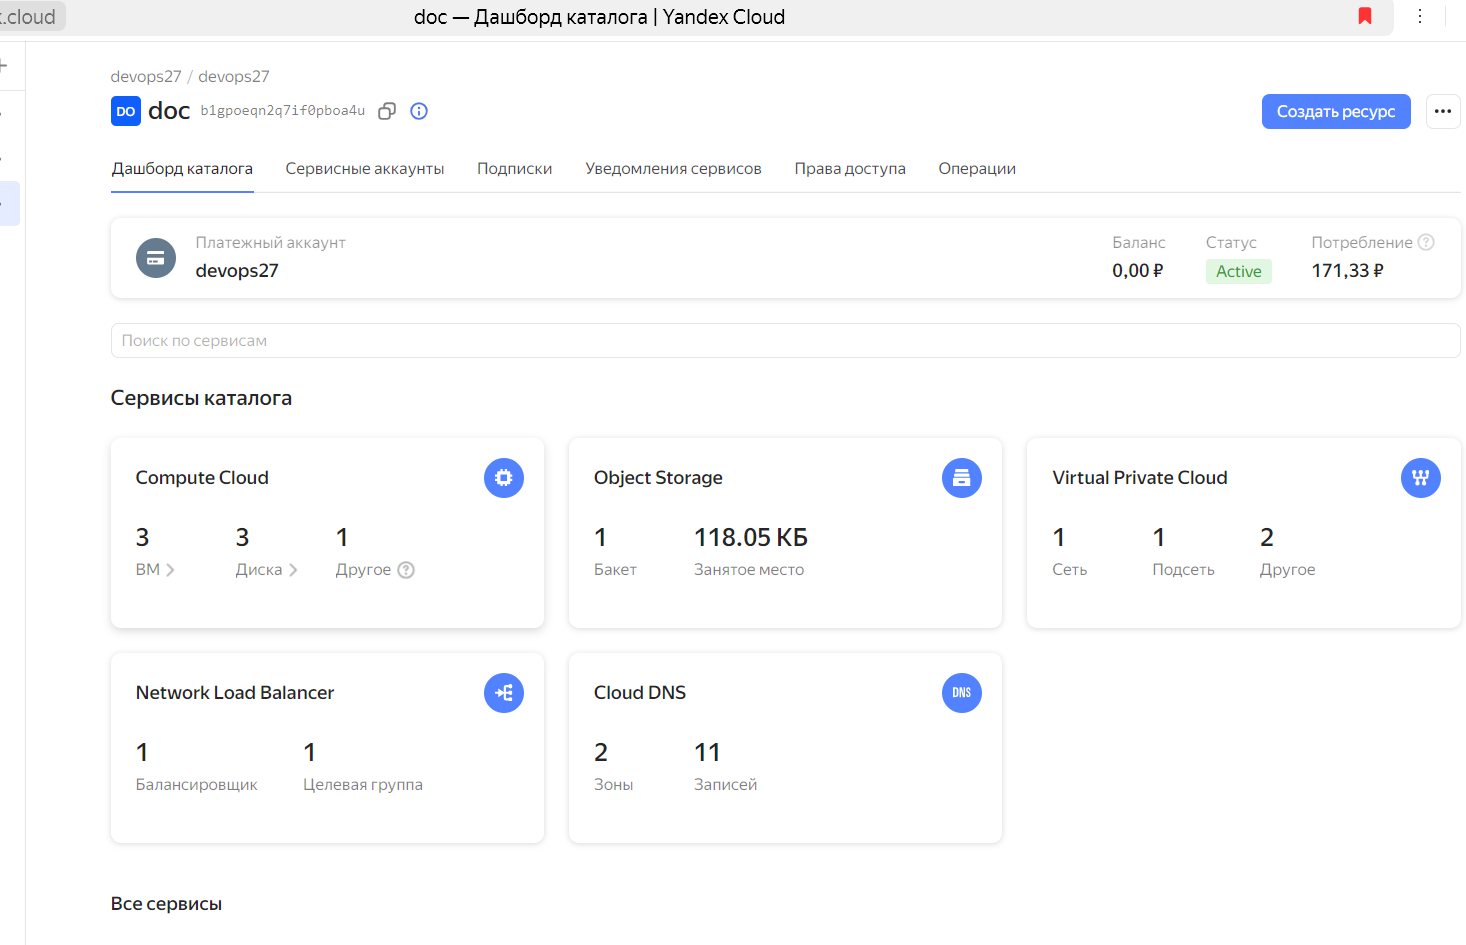 .cloud
doc — Дашборд каталога | Yandex Cloud
devops27 / devops27
DO doc b1gpoeqn2q7if0pboa4u
Создать ресурс
Дашборд каталога Сервисные аккаунты Подписки Уведомления сервисов Права доступа Операции
Платежный аккаунт Баланс Статус Потребление
devops27 0,00 ₽ Active 171,33 ₽
Поиск по сервисам
Сервисы каталога
Compute Cloud
3 3 1
ВМ Диска Другое
Object Storage
1 118.05 КБ
Бакет Занятое место
Virtual Private Cloud
1 1 2
Сеть Подсеть Другое
Network Load Balancer
1 1
Балансировщик Целевая группа
Cloud DNS
DNS
2 11
Зоны Записей
Все сервисы